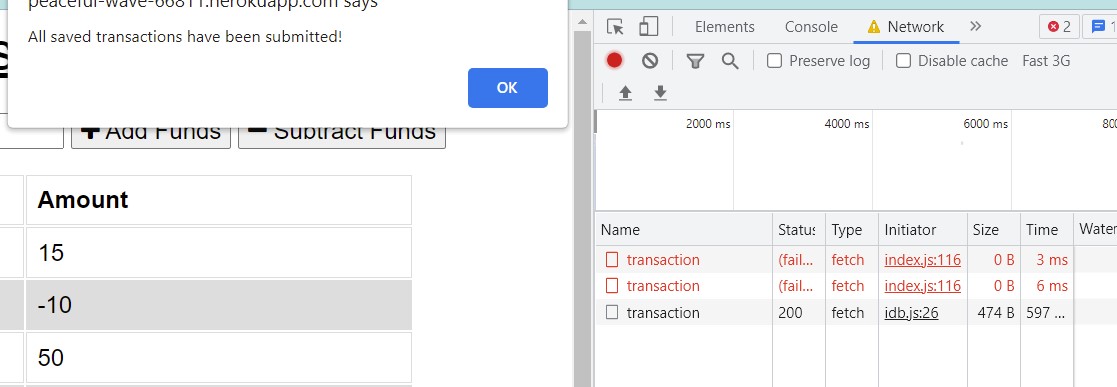 peaceful-wave-66811.herokuapp.com says
All saved transactions have been submitted!
OK
Add Funds
Subtract Funds
Amount
15
-10
50
Elements Console Network 2 1
Preserve log Disable cache Fast 3G
2000 ms 4000 ms 6000 ms 800
Name Status Type Initiator Size Time Water
transaction (fail... fetch index.js:116 0 B 3 ms
transaction (fail... fetch index.js:116 0 B 6 ms
transaction 200 fetch idb.js:26 474 B 597 ...